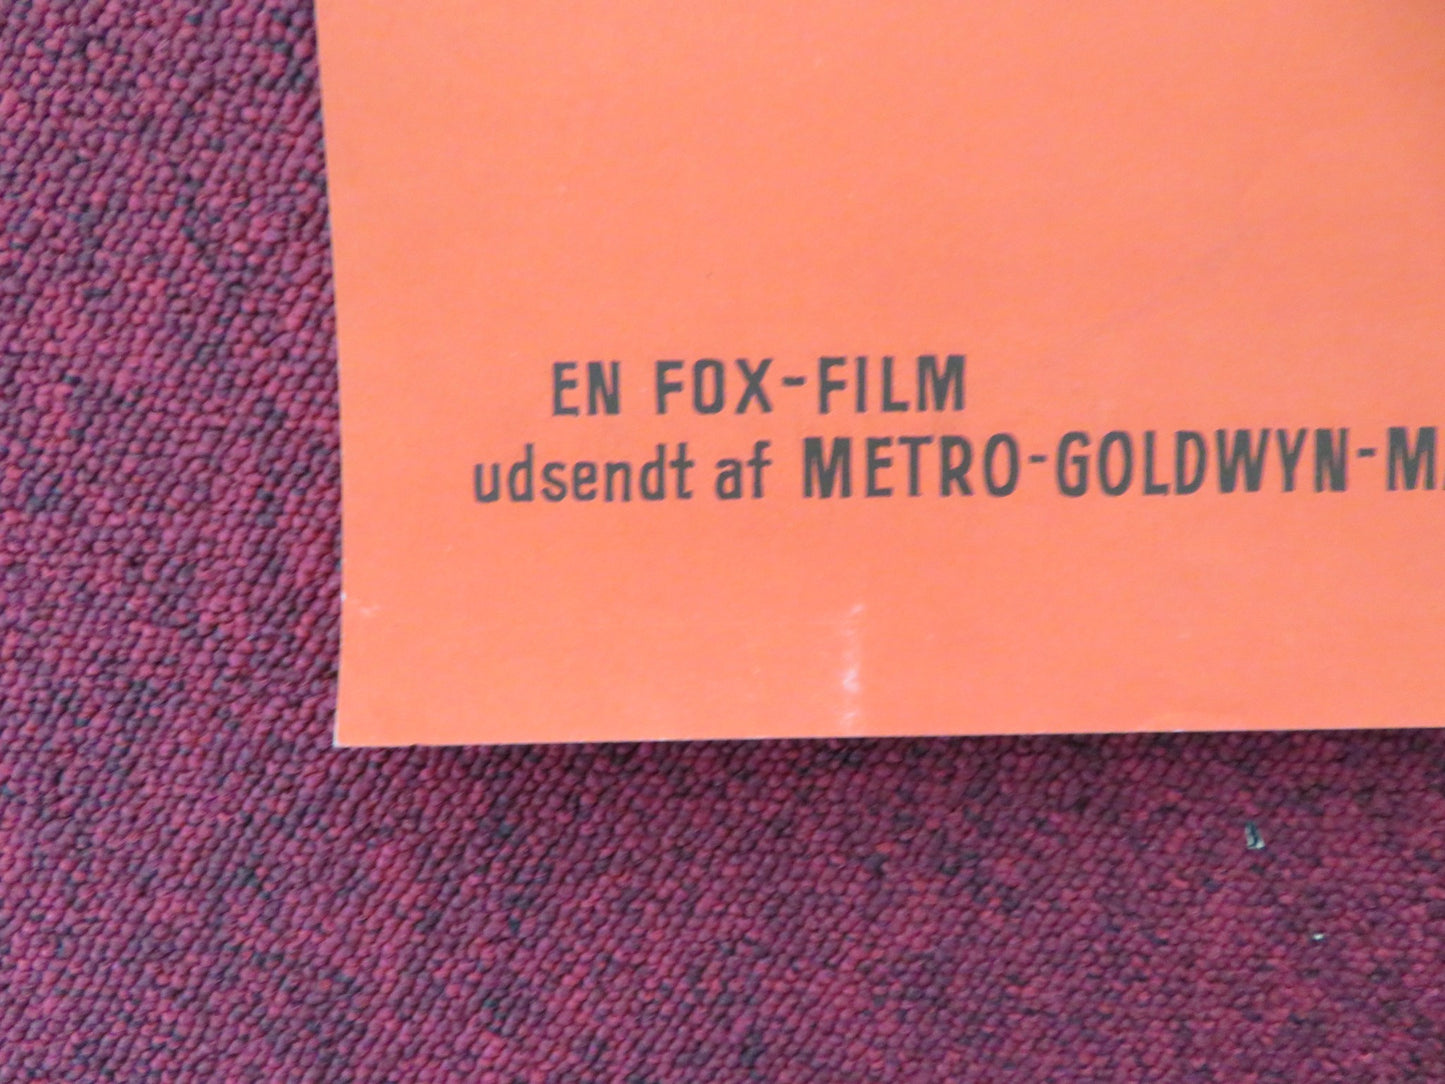 EN FOX-FILM
udsendt af METRO-GOLDWYN-M